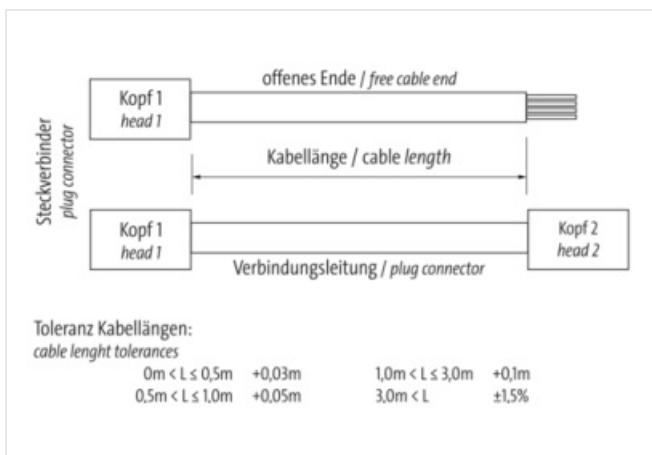 offenes Ende / free cable end
Kopf 1
head 1
Steckverbinder
plug connector
Kabellänge / cable length
Kopf 1
head 1
Kopf 2
head 2
Verbindungsleitung / plug connector
Toleranz Kabellängen:
cable lenght tolerances
0m < L ≤ 0,5m +0,03m 1,0m < L ≤ 3,0m +0,1m
0,5m < L ≤ 1,0m +0,05m 3,0m < L ±1,5%